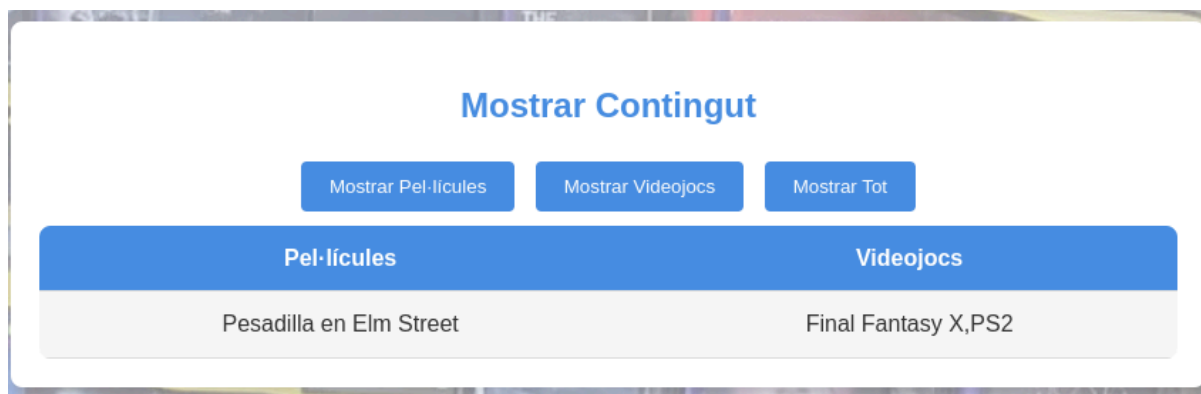 THE
Mostrar Contingut
Mostrar Pel·lícules Mostrar Videojocs Mostrar Tot
Pel·lícules Videojocs
Pesadilla en Elm Street Final Fantasy X,PS2